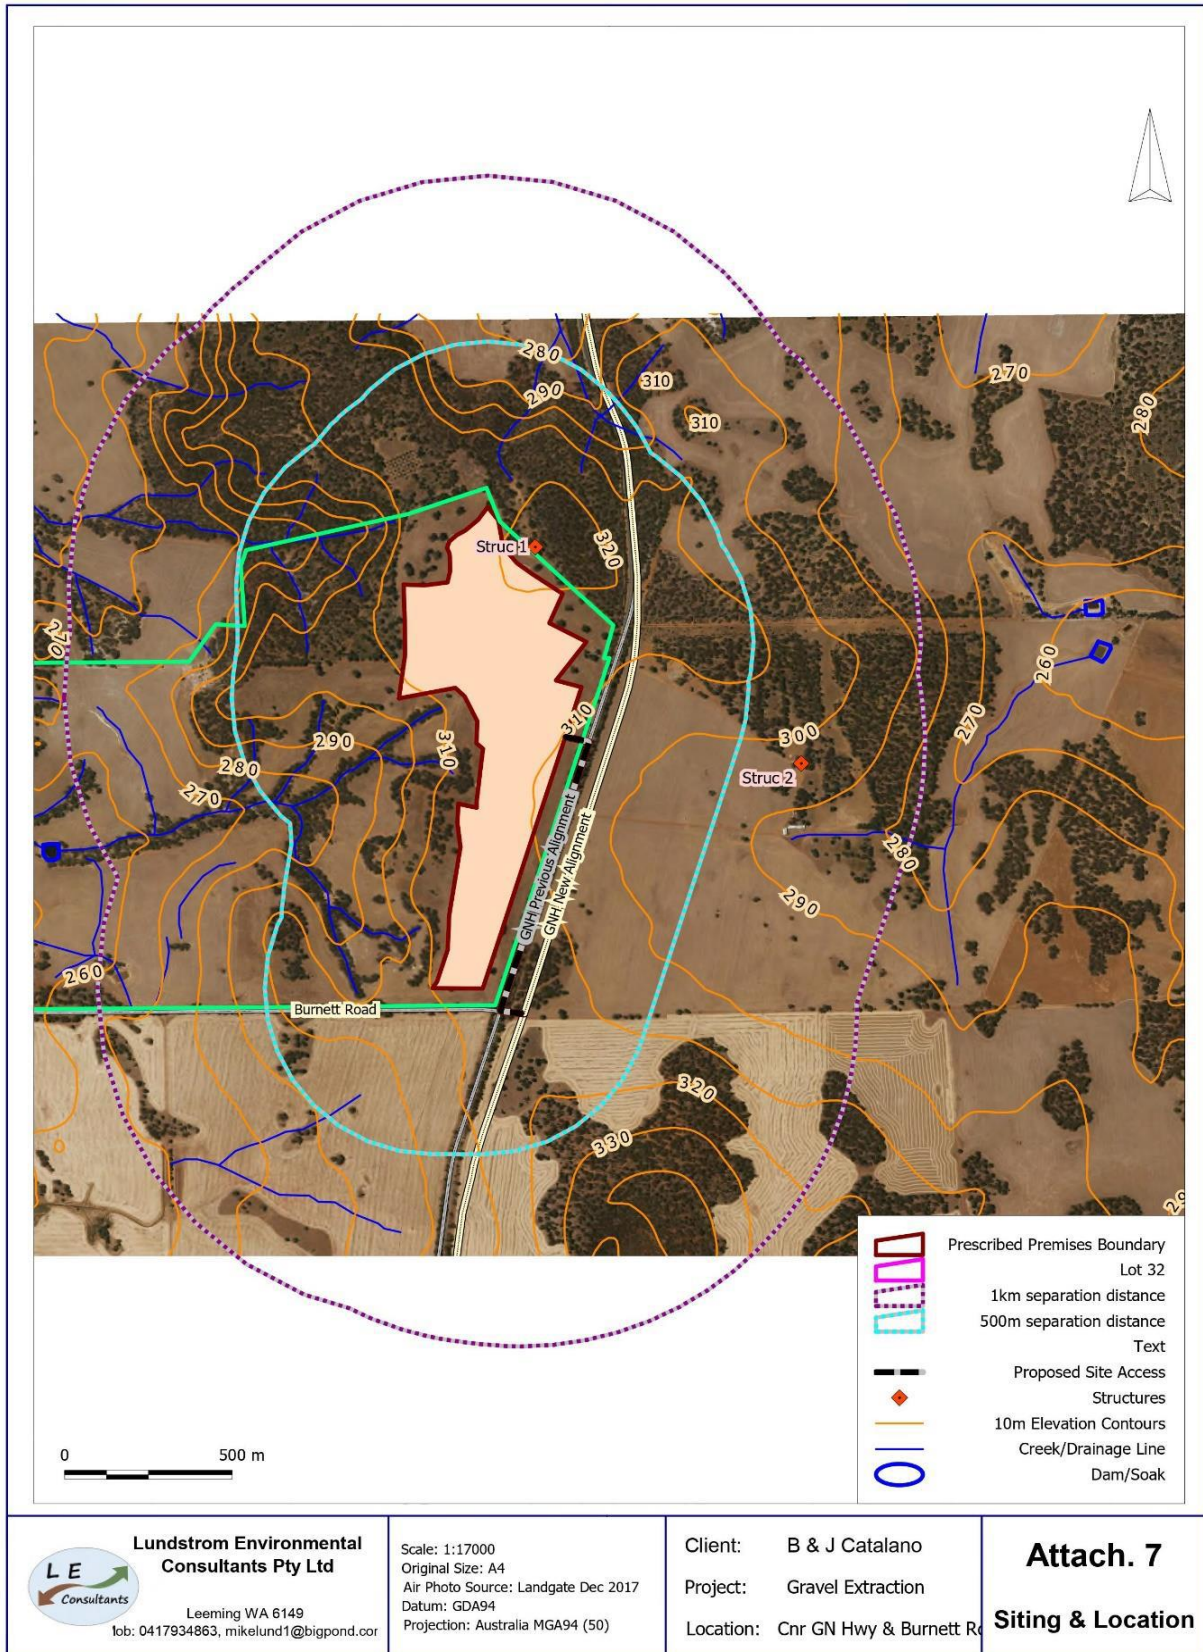 280
290
310
310
270
280
Struc 1
320
270
260
270
310
310
300
290
280
Struc 2
270
GNH Previous Alignment
GNH New Alignment
280
290
260
Burnett Road
320
330
Prescribed Premises Boundary
Lot 32
1km separation distance
500m separation distance
Text
Proposed Site Access
Structures
10m Elevation Contours
Creek/Drainage Line
Dam/Soak
0 500 m
L E
Consultants
Lundstrom Environmental
Consultants Pty Ltd
Leeming WA 6149
lob: 0417934863, mikelund1@bigpond.cor
Scale: 1:17000
Original Size: A4
Air Photo Source: Landgate Dec 2017
Datum: GDA94
Projection: Australia MGA94 (50)
Client: B & J Catalano
Project: Gravel Extraction
Location: Cnr GN Hwy & Burnett
Attach. 7
Siting & Location